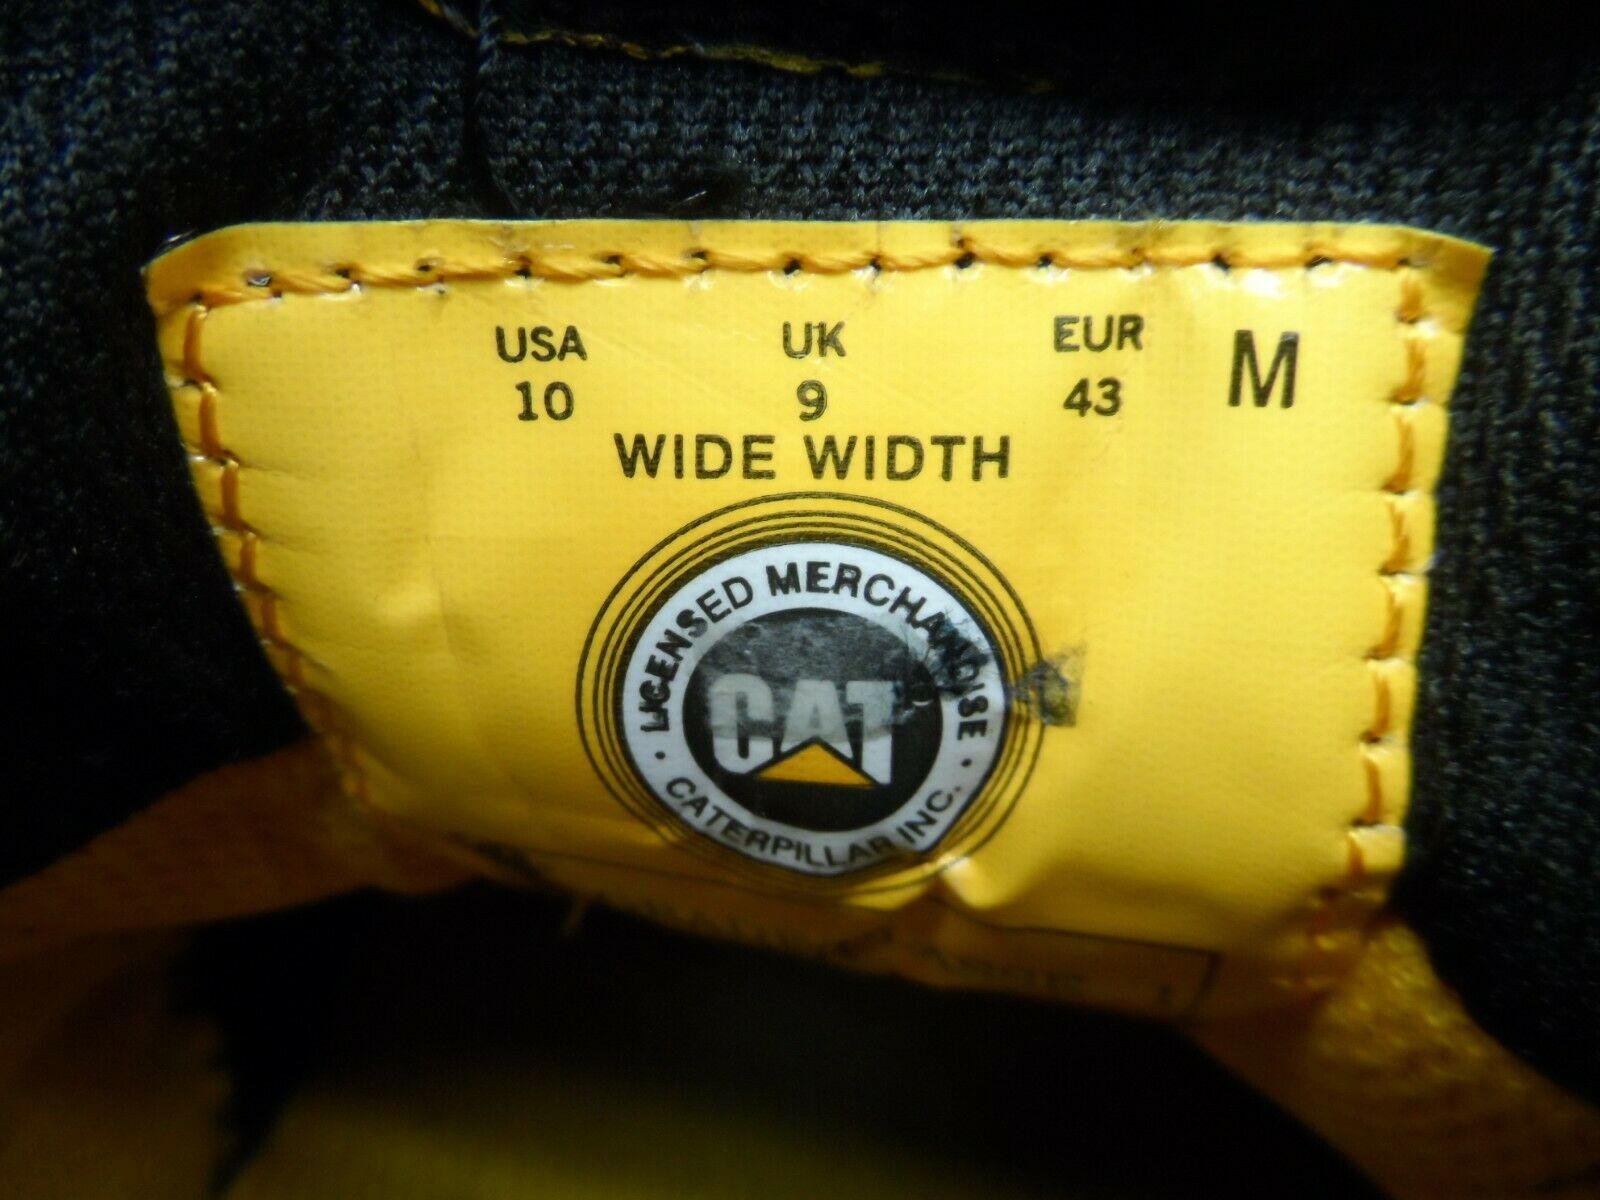 USA UK EUR M
10 9 43
WIDE WIDTH
LICENSED MERCHANDISE
CAT
· CATERPILLAR INC. ·